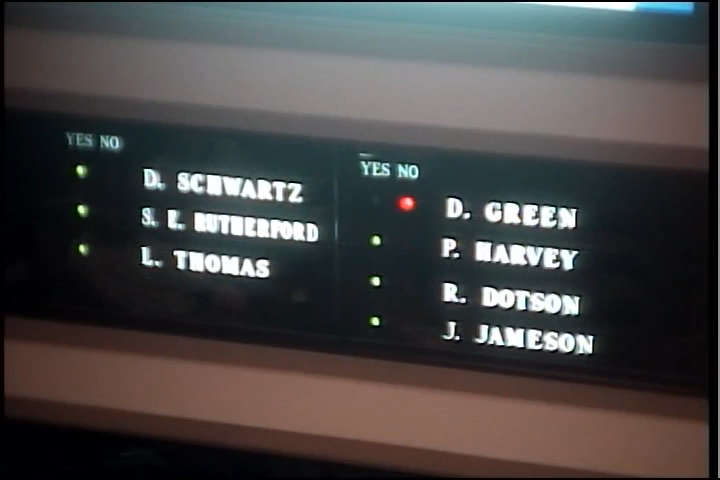 YES NO
D. SCHWARTZ
S. E. RUTHERFORD
L. THOMAS
YES NO
D. GREEN
P. HARVEY
R. DOTSON
J. JAMESON